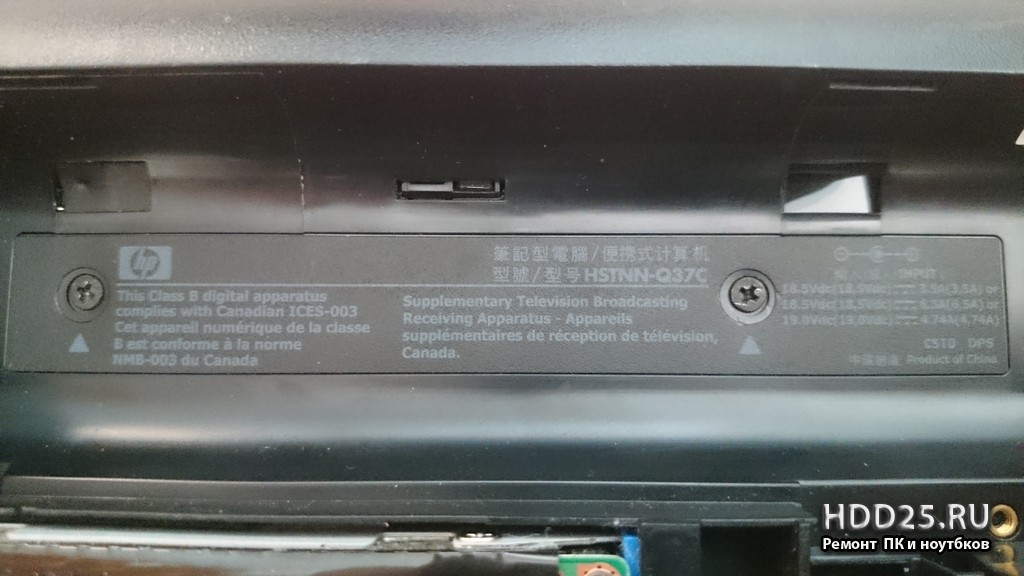 hp
This Class B digital apparatus
complies with Canadian ICES-003
Cet appareil numérique de la classe
B est conforme à la norme
NMB-003 du Canada
筆記型電腦/便携式计算机
型號/型号 HSTNN-Q37C
Supplementary Television Broadcasting
Receiving Apparatus - Appareils
supplémentaires de réception de télévision,
Canada.
INPUT:
18.5Vdc(18.5Vdc) 3.5A(3.5A) or
18.5Vdc(18.5Vdc) 6.5A(6.5A) or
19.0Vdc(19.0Vdc) 4.74A(4.74A)
Product of China
HDD25.RU
Ремонт ПК и ноутбков